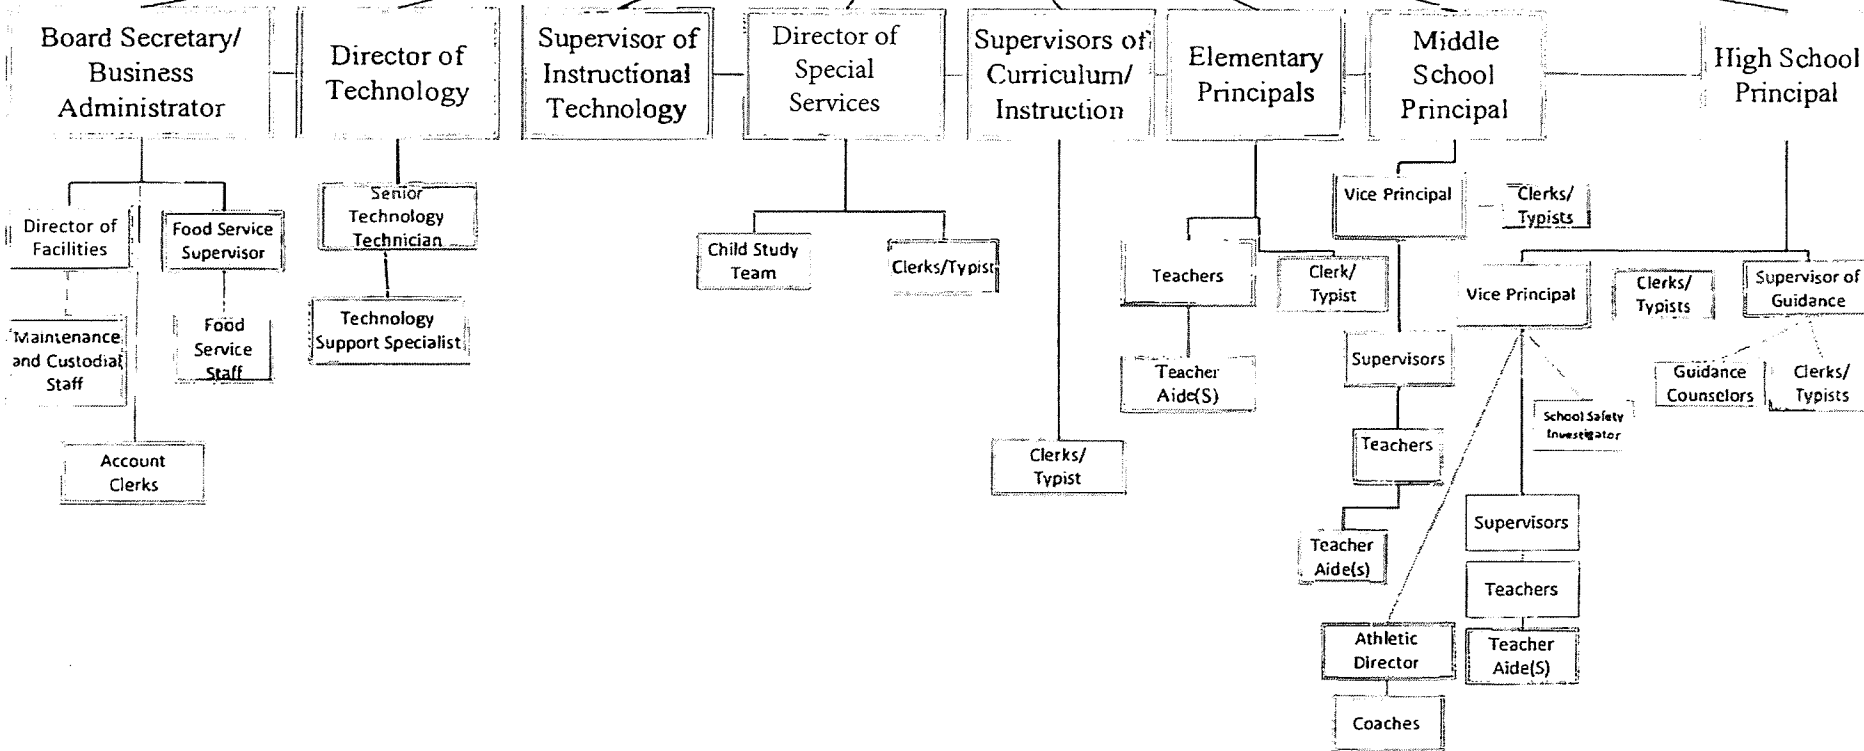 Board Secretary/
Business
Administrator
Director of
Technology
Supervisor of
Instructional
Technology
Director of
Special
Services
Supervisors of
Curriculum/
Instruction
Elementary
Principals
Middle
School
Principal
High School
Principal
Director of
Facilities
Food Service
Supervisor
Senior
Technology
Technician
Child Study
Team
Clerks/Typist
Teachers
Clerk/
Typist
Vice Principal
Clerks/
Typists
Vice Principal
Clerks/
Typists
Supervisor of
Guidance
Maintenance
and Custodial
Staff
Food
Service
Staff
Technology
Support Specialist
Teacher
Aide(S)
Supervisors
Guidance
Counselors
Clerks/
Typists
School Safety
Investigator
Account
Clerks
Clerks/
Typist
Teachers
Teacher
Aide(s)
Supervisors
Teachers
Athletic
Director
Teacher
Aide(S)
Coaches